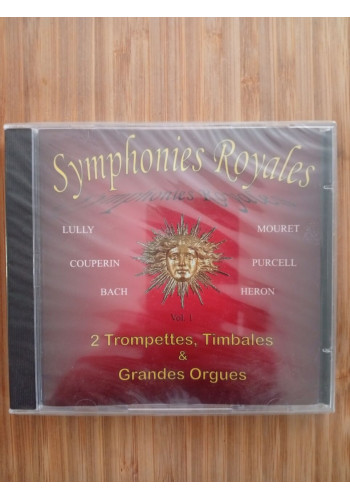 Symphonies Royales
LULLY MOURET
COUPERIN PURCELL
BACH HERON
Vol. 1
2 Trompettes, Timbales
&
Grandes Orgues